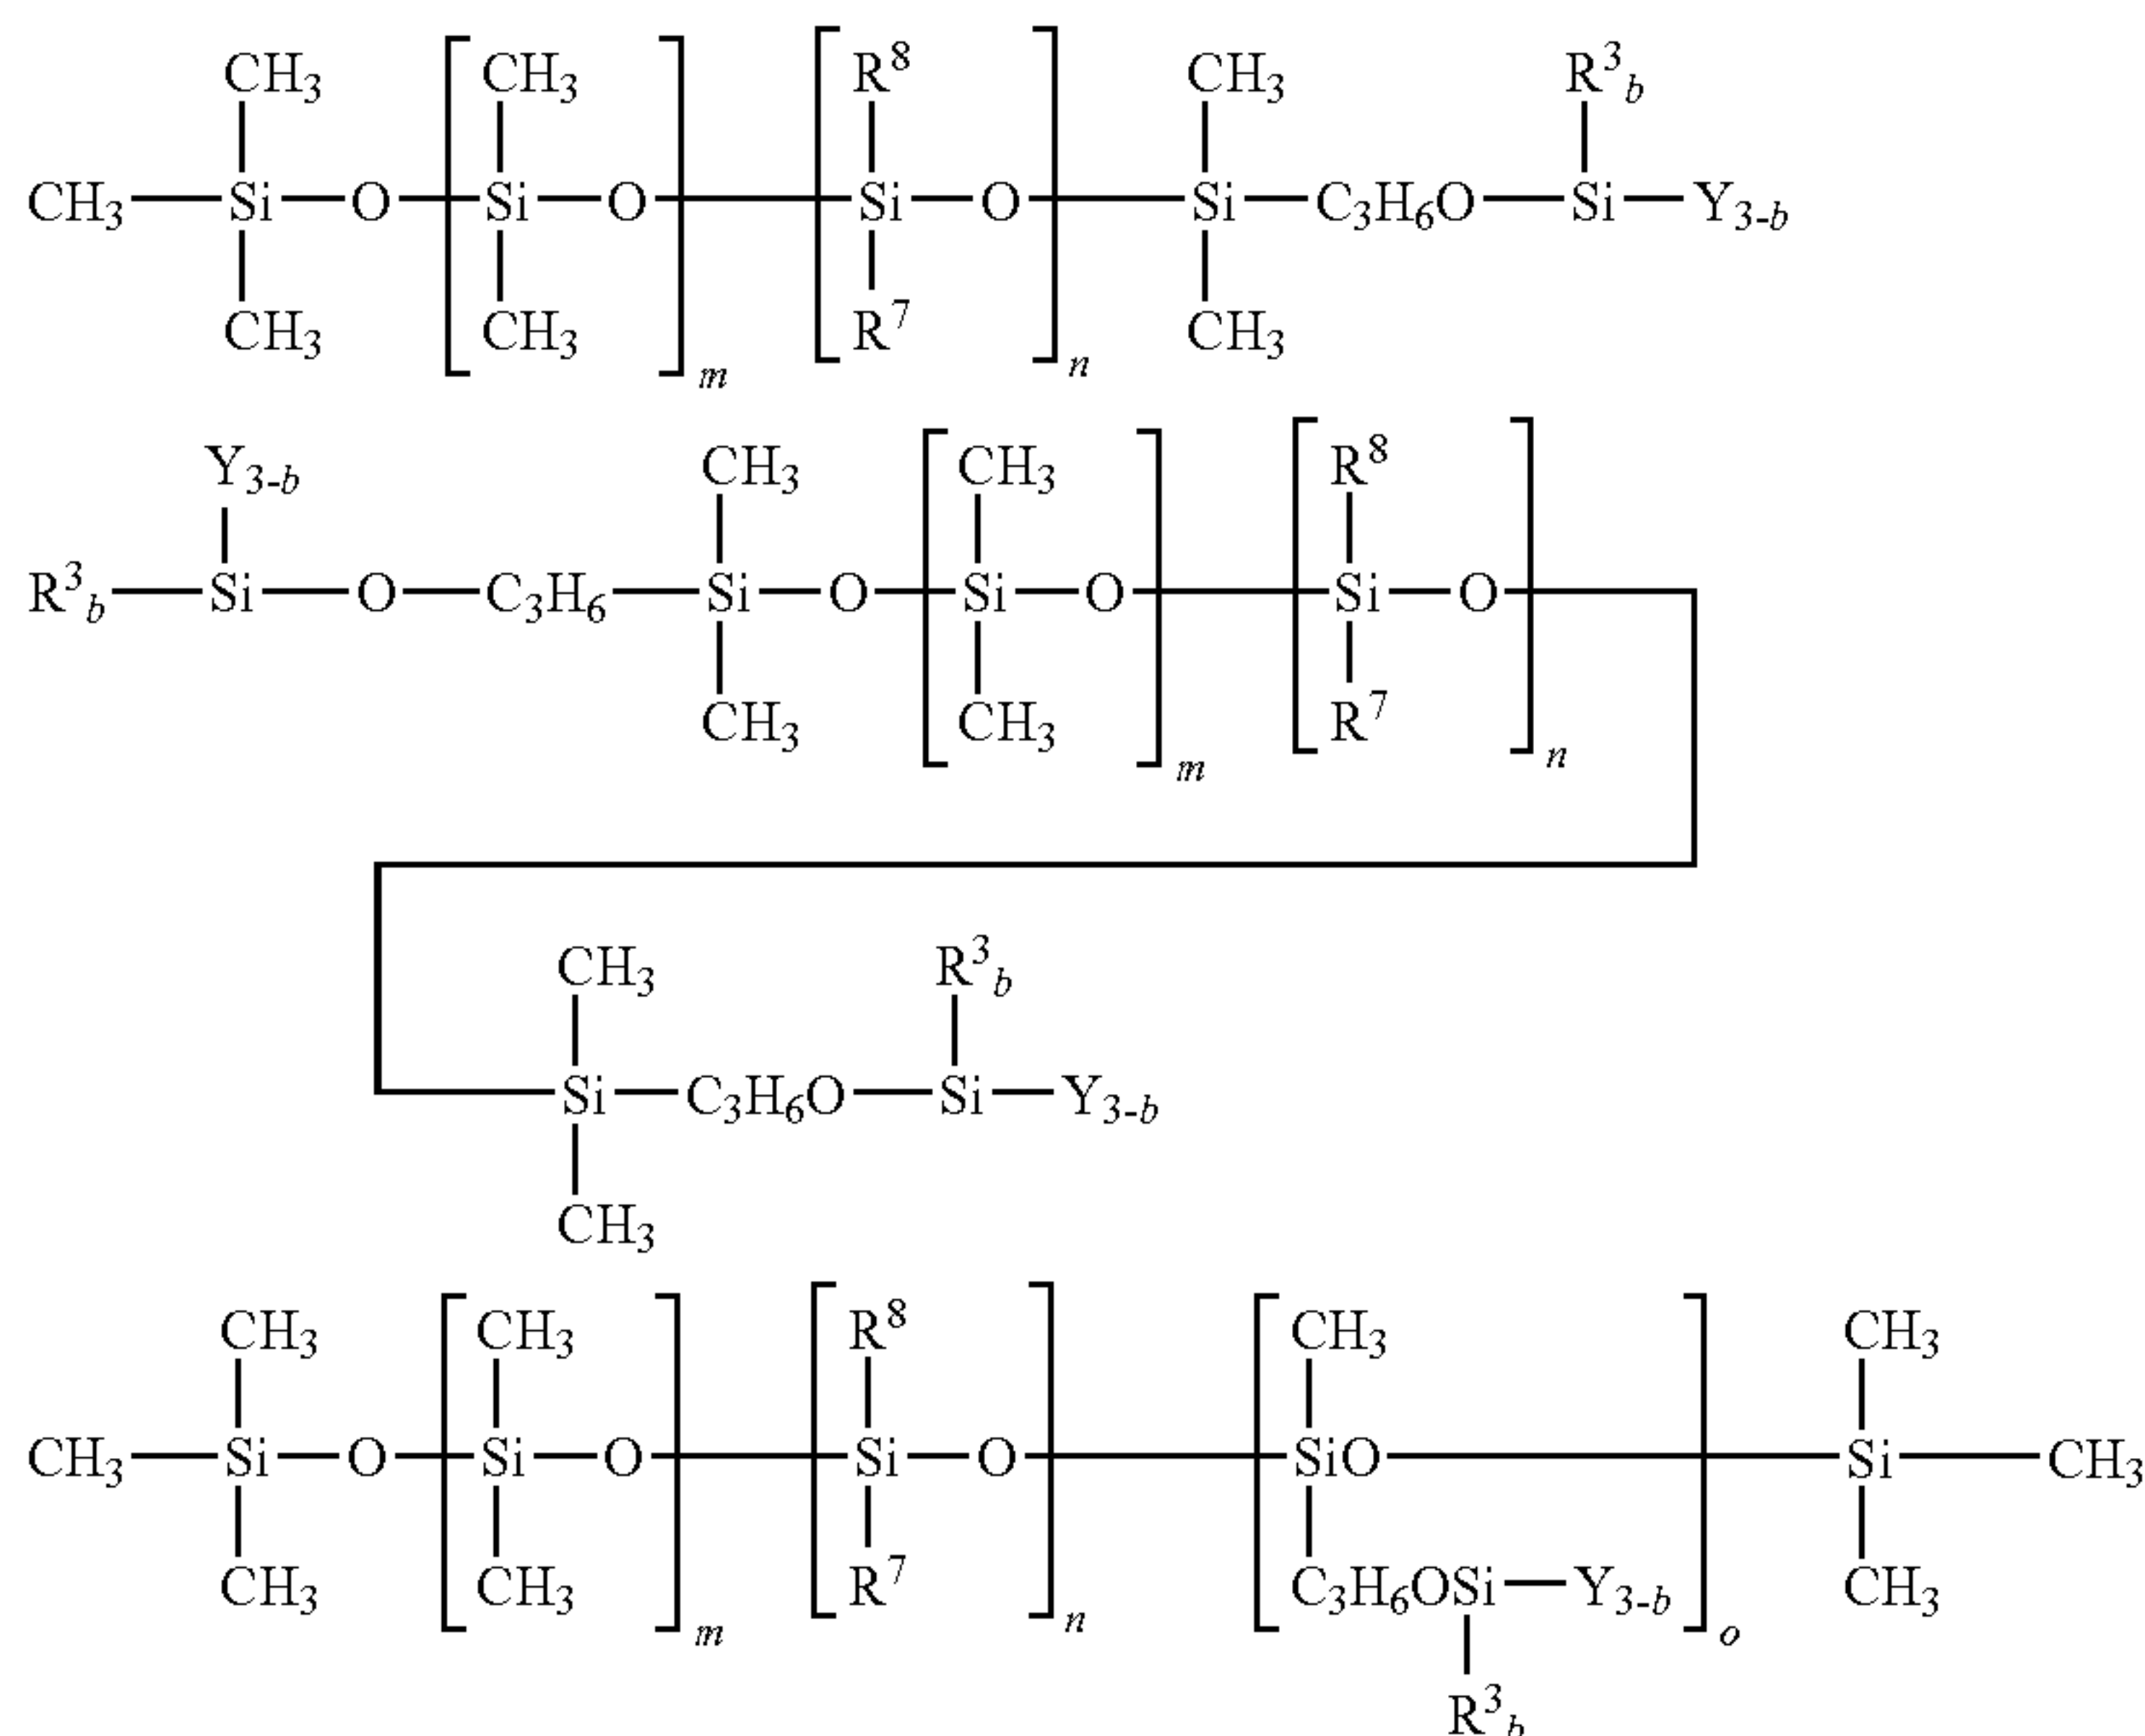 CH₃ CH₃ R⁸ CH₃ R³b
CH₃—Si—O—[Si—O]m—[Si—O]n—Si—C₃H₆O—Si—Y3-b
CH₃ CH₃ R⁷ CH₃
Y3-b CH₃ CH₃ R⁸
R³b—Si—O—C₃H₆—Si—O—[Si—O]m—[Si—O]n
CH₃ CH₃ R⁷
CH₃ R³b
Si—C₃H₆O—Si—Y3-b
CH₃
CH₃ CH₃ R⁸ CH₃ CH₃
CH₃—Si—O—[Si—O]m—[Si—O]n—[SiO]o—Si—CH₃
CH₃ CH₃ R⁷ C₃H₆OSi—Y3-b CH₃
R³b